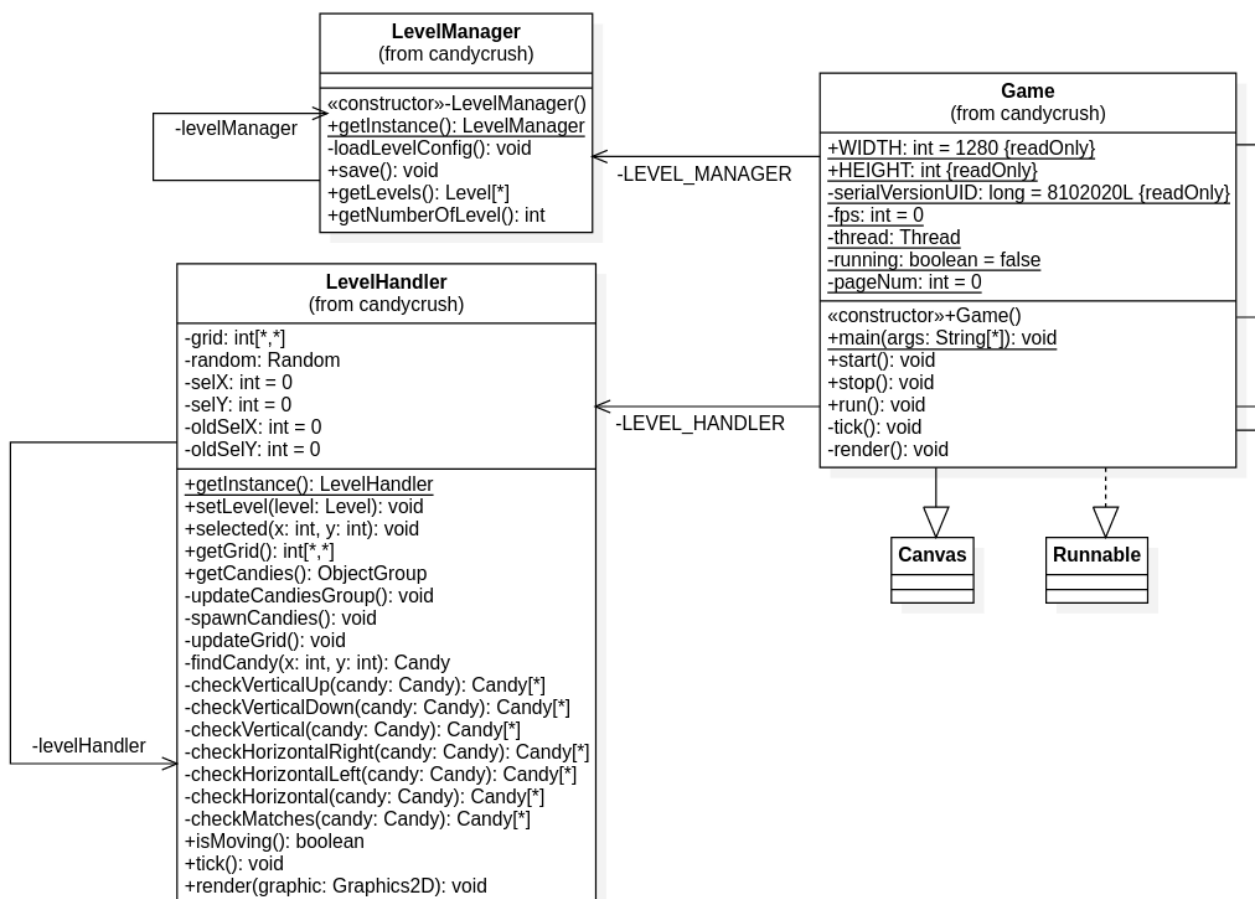 LevelManager
(from candycrush)
«constructor»-LevelManager()
+getInstance(): LevelManager
-loadLevelConfig(): void
+save(): void
+getLevels(): Level[*]
+getNumberOfLevel(): int
-levelManager
-LEVEL_MANAGER
Game
(from candycrush)
+WIDTH: int = 1280 {readOnly}
+HEIGHT: int {readOnly}
-serialVersionUID: long = 8102020L {readOnly}
-fps: int = 0
-thread: Thread
-running: boolean = false
-pageNum: int = 0
«constructor»+Game()
+main(args: String[*]): void
+start(): void
+stop(): void
+run(): void
-tick(): void
-render(): void
LevelHandler
(from candycrush)
-grid: int[*,*]
-random: Random
-selX: int = 0
-selY: int = 0
-oldSelX: int = 0
-oldSelY: int = 0
+getInstance(): LevelHandler
+setLevel(level: Level): void
+selected(x: int, y: int): void
+getGrid(): int[*,*]
+getCandies(): ObjectGroup
-updateCandiesGroup(): void
-spawnCandies(): void
-updateGrid(): void
-findCandy(x: int, y: int): Candy
-checkVerticalUp(candy: Candy): Candy[*]
-checkVerticalDown(candy: Candy): Candy[*]
-checkVertical(candy: Candy): Candy[*]
-checkHorizontalRight(candy: Candy): Candy[*]
-checkHorizontalLeft(candy: Candy): Candy[*]
-checkHorizontal(candy: Candy): Candy[*]
-checkMatches(candy: Candy): Candy[*]
+isMoving(): boolean
+tick(): void
+render(graphic: Graphics2D): void
-levelHandler
-LEVEL_HANDLER
Canvas
Runnable